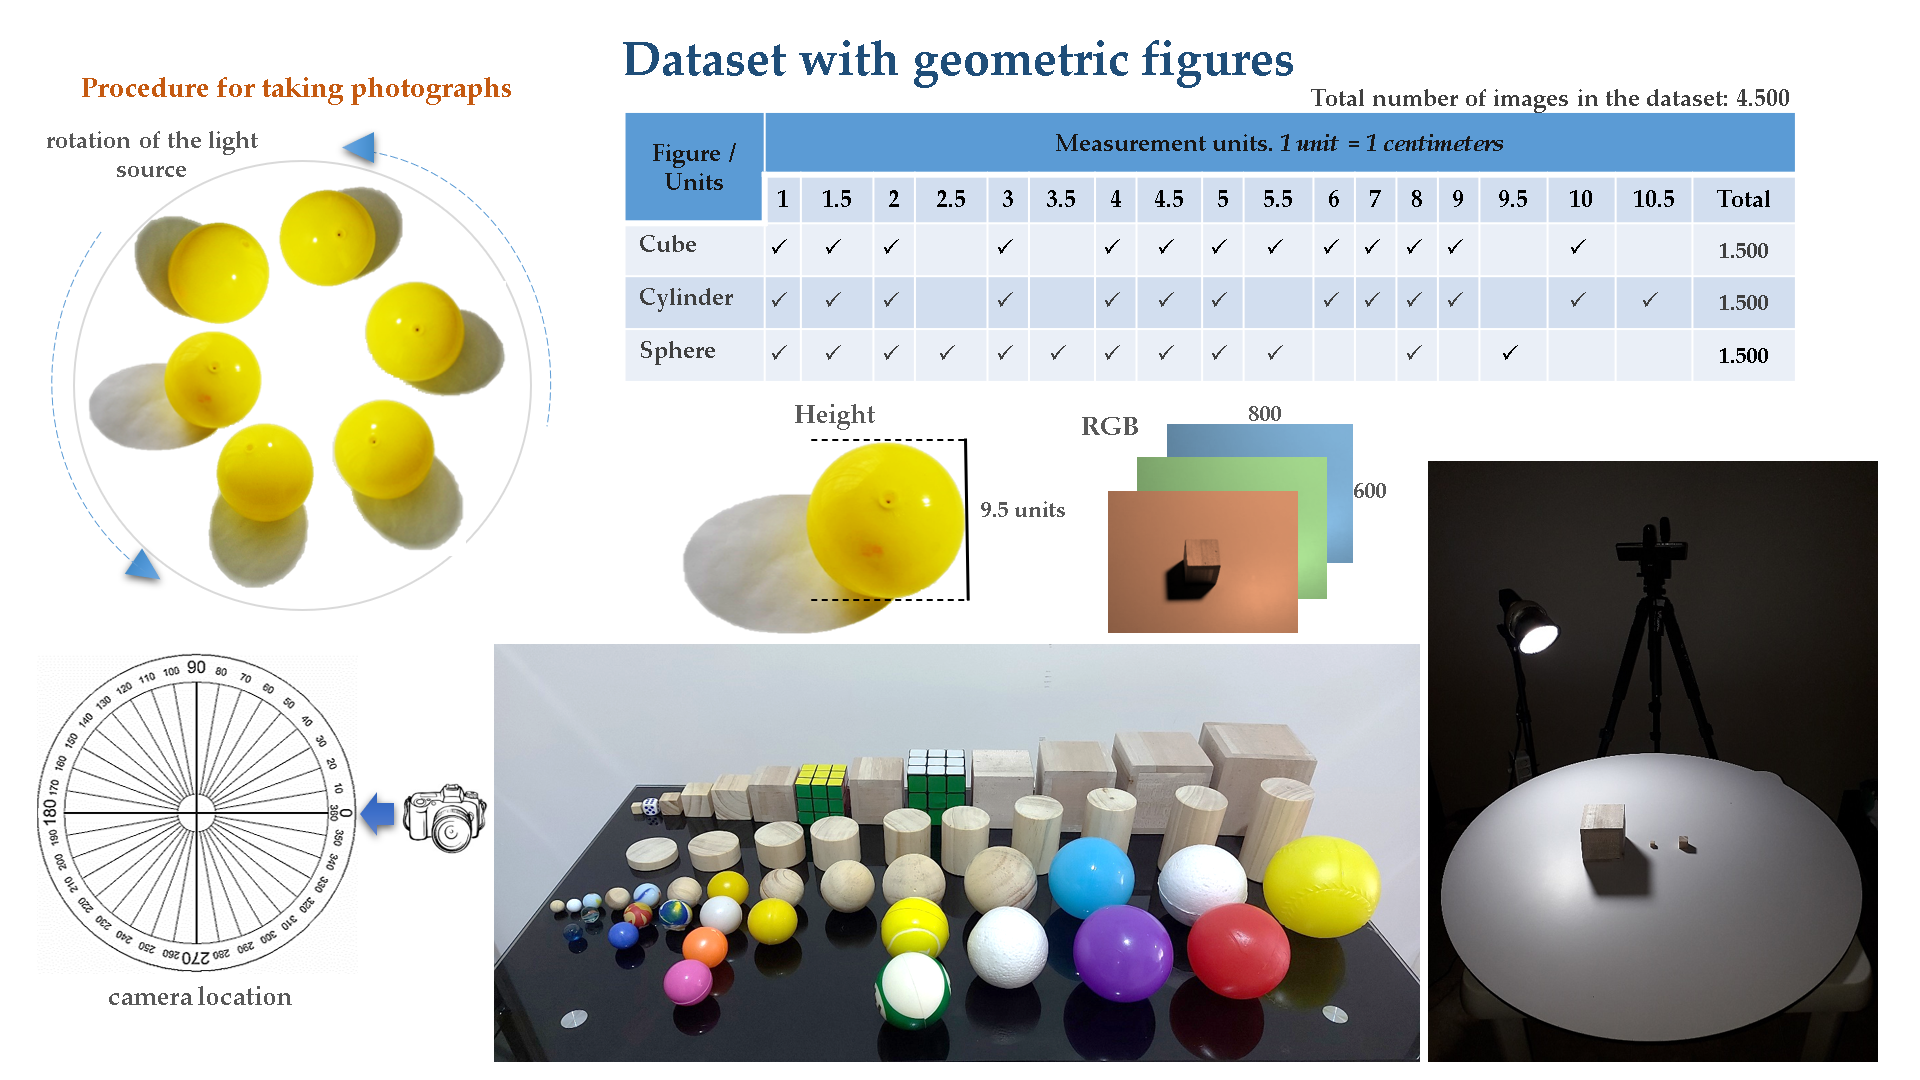 Dataset with geometric figures
Procedure for taking photographs
rotation of the light
source
Total number of images in the dataset: 4.500
Figure /
Units
Measurement units. 1 unit = 1 centimeters
1 1.5 2 2.5 3 3.5 4 4.5 5 5.5 6 7 8 9 9.5 10 10.5 Total
Cube ✓ ✓ ✓ ✓ ✓ ✓ ✓ ✓ ✓ ✓ ✓ ✓ ✓ 1.500
Cylinder ✓ ✓ ✓ ✓ ✓ ✓ ✓ ✓ ✓ ✓ ✓ ✓ ✓ 1.500
Sphere ✓ ✓ ✓ ✓ ✓ ✓ ✓ ✓ ✓ ✓ ✓ ✓ 1.500
Height
9.5 units
RGB
800
600
0 10 20 30 40 50 60 70 80 90 100 110 120 130 140 150 160 170 180 190 200 210 220 230 240 250 260 270 280 290 300 310 320 330 340 350 360
camera location